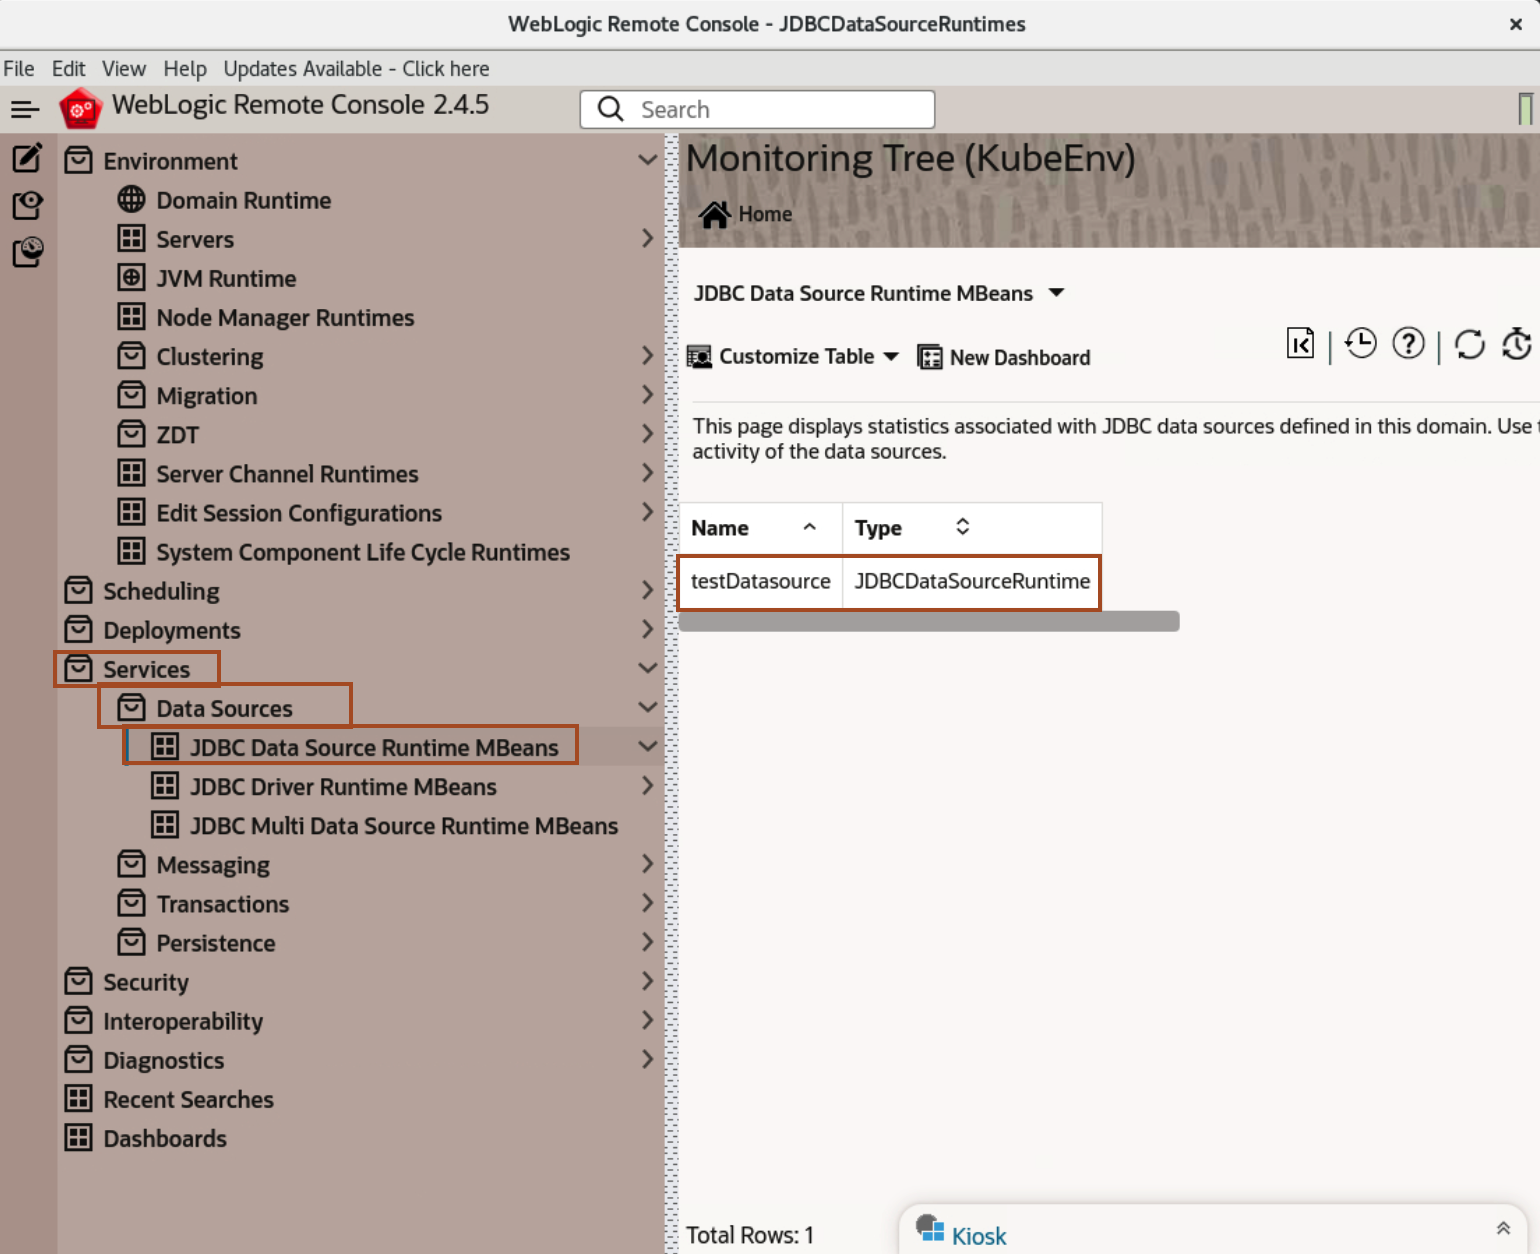 WebLogic Remote Console - JDBCDataSourceRuntimes
File Edit View Help Updates Available - Click here
WebLogic Remote Console 2.4.5
Search
Environment
Domain Runtime
Servers
JVM Runtime
Node Manager Runtimes
Clustering
Migration
ZDT
Server Channel Runtimes
Edit Session Configurations
System Component Life Cycle Runtimes
Scheduling
Deployments
Services
Data Sources
JDBC Data Source Runtime MBeans
JDBC Driver Runtime MBeans
JDBC Multi Data Source Runtime MBeans
Messaging
Transactions
Persistence
Security
Interoperability
Diagnostics
Recent Searches
Dashboards
Monitoring Tree (KubeEnv)
Home
JDBC Data Source Runtime MBeans
Customize Table New Dashboard
This page displays statistics associated with JDBC data sources defined in this domain. Use
activity of the data sources.
Name Type
testDatasource JDBCDataSourceRuntime
Total Rows: 1
Kiosk